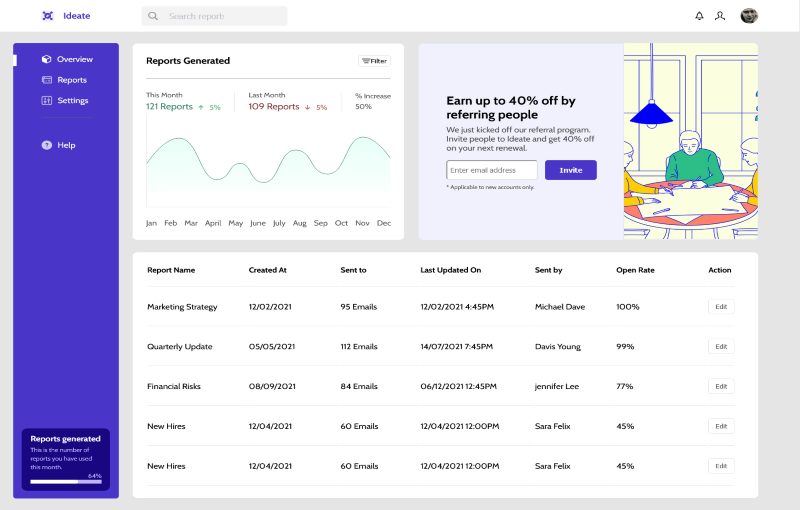 Ideate
Search reports
Overview
Reports
Settings
Help
Reports generated
This is the number of
reports you have used
this month.
64%
Reports Generated
Filter
This Month
121 Reports ↑ 5%
Last Month
109 Reports ↓ 5%
% Increase
50%
Jan Feb Mar April May June July Aug Sep Oct Nov Dec
Earn up to 40% off by
referring people
We just kicked off our referral program.
Invite people to Ideate and get 40% off
on your next renewal.
Enter email address
Invite
* Applicable to new accounts only.
Report Name Created At Sent to Last Updated On Sent by Open Rate Action
Marketing Strategy 12/02/2021 95 Emails 12/02/2021 4:45PM Michael Dave 100% Edit
Quarterly Update 05/05/2021 112 Emails 14/07/2021 7:45PM Davis Young 99% Edit
Financial Risks 08/09/2021 84 Emails 06/12/2021 12:45PM jennifer Lee 77% Edit
New Hires 12/04/2021 60 Emails 12/04/2021 12:00PM Sara Felix 45% Edit
New Hires 12/04/2021 60 Emails 12/04/2021 12:00PM Sara Felix 45% Edit